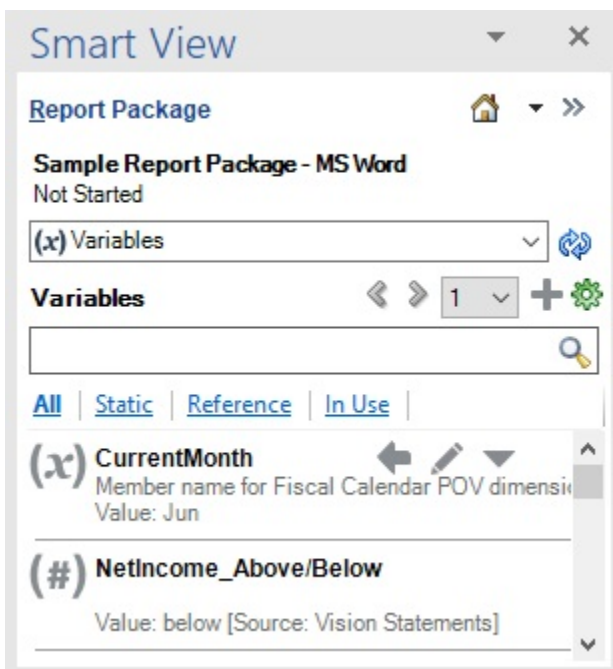 Smart View
Report Package
Sample Report Package - MS Word
Not Started
(x) Variables
Variables 1
All | Static | Reference | In Use |
(x) CurrentMonth
Member name for Fiscal Calendar POV dimensi
Value: Jun
(#) NetIncome_Above/Below
Value: below [Source: Vision Statements]